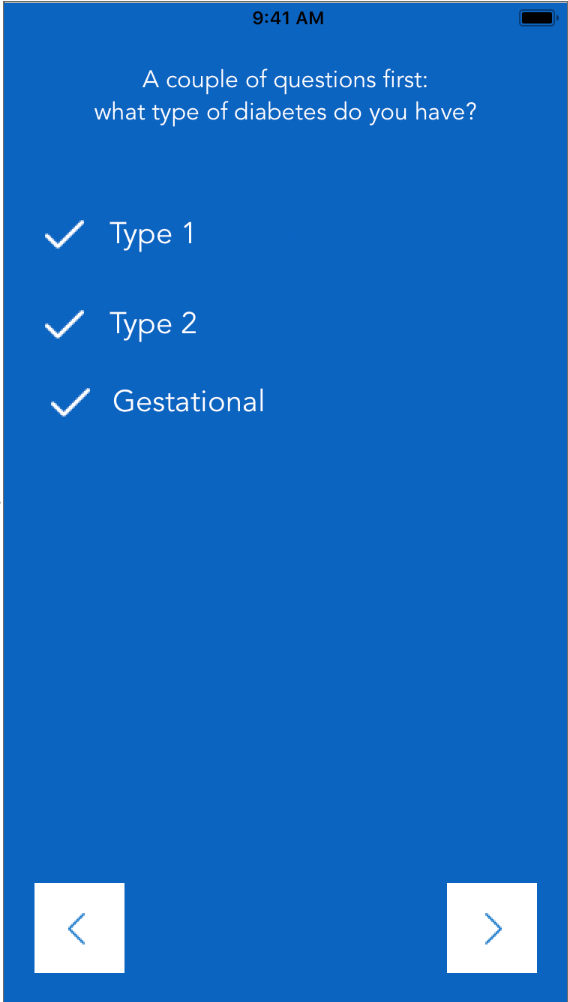 9:41 AM
A couple of questions first:
what type of diabetes do you have?
Type 1
Type 2
Gestational